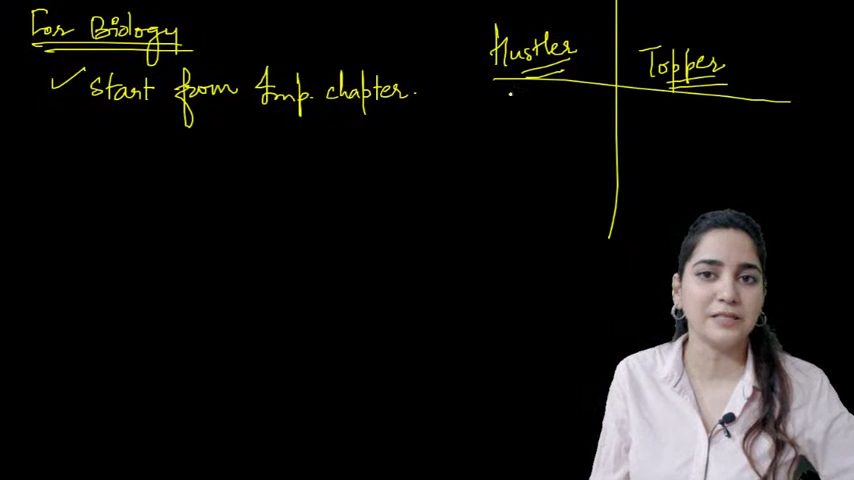 For Biology
✓ Start from Imp. chapter.
Hustler
Topper